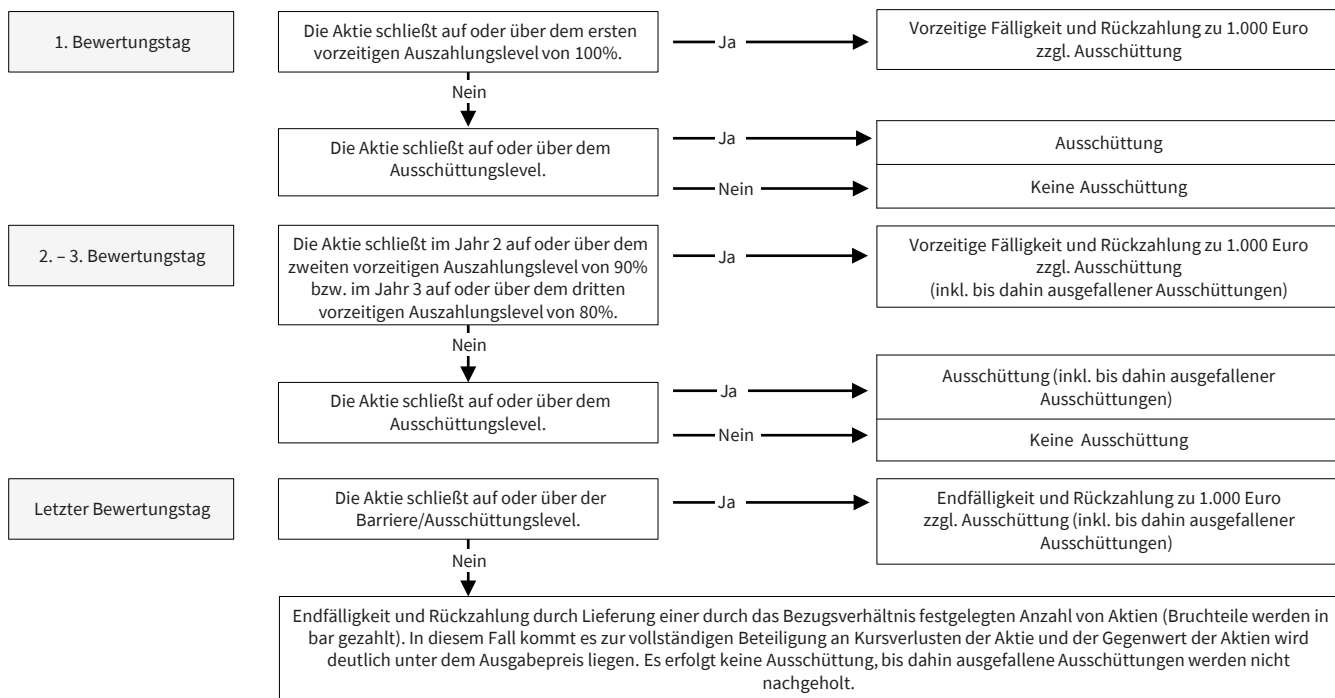 1. Bewertungstag
Die Aktie schließt auf oder über dem ersten
vorzeitigen Auszahlungslevel von 100%.
Ja
Vorzeitige Fälligkeit und Rückzahlung zu 1.000 Euro
zzgl. Ausschüttung
Nein
Die Aktie schließt auf oder über dem
Ausschüttungslevel.
Ja
Ausschüttung
Nein
Keine Ausschüttung
2. – 3. Bewertungstag
Die Aktie schließt im Jahr 2 auf oder über dem
zweiten vorzeitigen Auszahlungslevel von 90%
bzw. im Jahr 3 auf oder über dem dritten
vorzeitigen Auszahlungslevel von 80%.
Ja
Vorzeitige Fälligkeit und Rückzahlung zu 1.000 Euro
zzgl. Ausschüttung
(inkl. bis dahin ausgefallener Ausschüttungen)
Nein
Die Aktie schließt auf oder über dem
Ausschüttungslevel.
Ja
Ausschüttung (inkl. bis dahin ausgefallener
Ausschüttungen)
Nein
Keine Ausschüttung
Letzter Bewertungstag
Die Aktie schließt auf oder über der
Barriere/Ausschüttungslevel.
Ja
Endfälligkeit und Rückzahlung zu 1.000 Euro
zzgl. Ausschüttung (inkl. bis dahin ausgefallener
Ausschüttungen)
Nein
Endfälligkeit und Rückzahlung durch Lieferung einer durch das Bezugsverhältnis festgelegten Anzahl von Aktien (Bruchteile werden in
bar gezahlt). In diesem Fall kommt es zur vollständigen Beteiligung an Kursverlusten der Aktie und der Gegenwert der Aktien wird
deutlich unter dem Ausgabepreis liegen. Es erfolgt keine Ausschüttung, bis dahin ausgefallene Ausschüttungen werden nicht
nachgeholt.